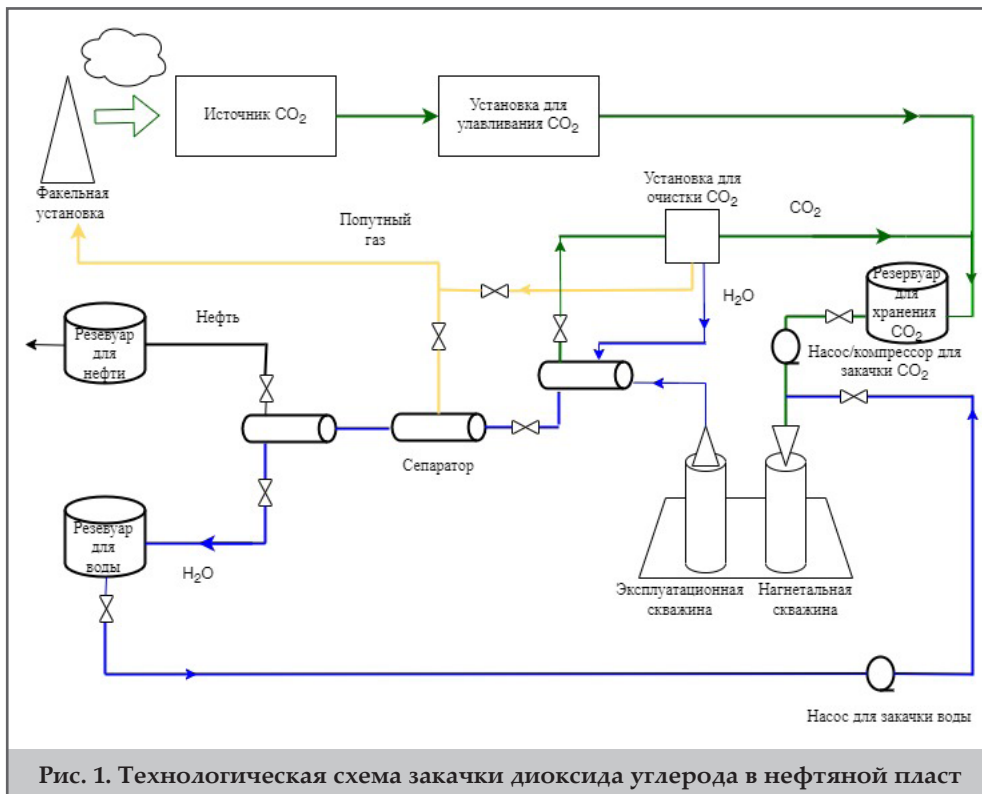 Источник CO₂
Установка для
улавливания CO₂
Факельная
установка
Установка для
очистки CO₂
CO₂
Попутный
газ
H₂O
Резервуар
для
хранения
CO₂
Насос/компрессор для
закачки CO₂
Нефть
Резевуар
для
нефти
Сепаратор
Резевуар
для
воды
H₂O
Эксплуатационная
скважина
Нагнетальная
скважина
Насос для закачки воды
Рис. 1. Технологическая схема закачки диоксида углерода в нефтяной пласт